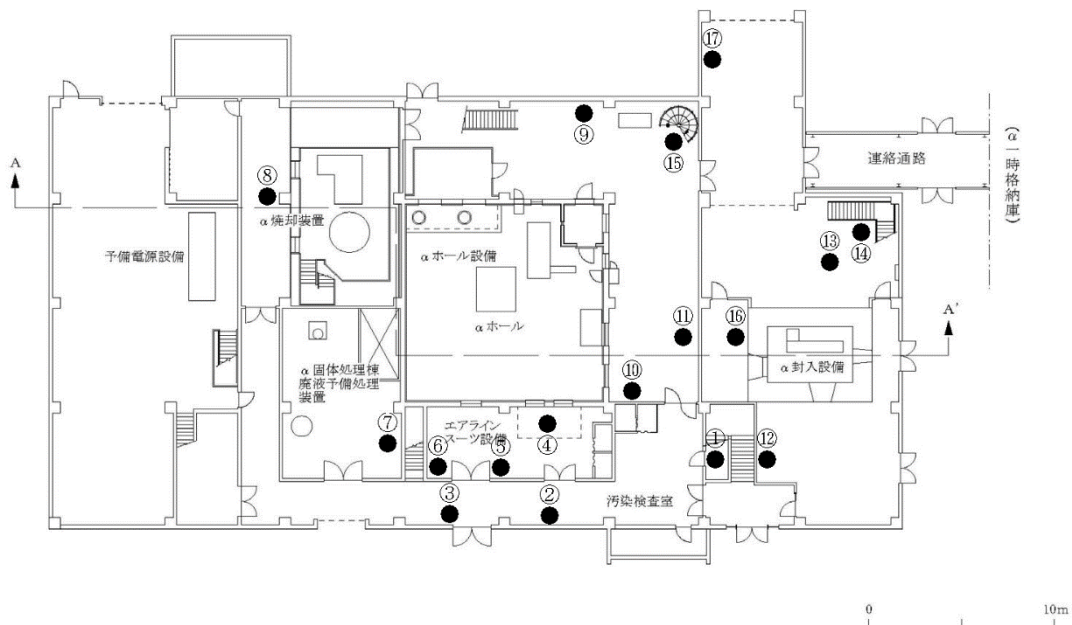 ⑰
⑨
⑮
連絡通路
(α一時格納庫)
A
⑧
α焼却装置
予備電源設備
αホール設備
αホール
⑬
⑭
⑪
⑯
A'
α封入設備
α固体処理棟
廃液予備処理
装置
⑩
⑦
エアライン
スーツ設備
④
⑥
⑤
①
⑫
③
②
汚染検査室
0
10m